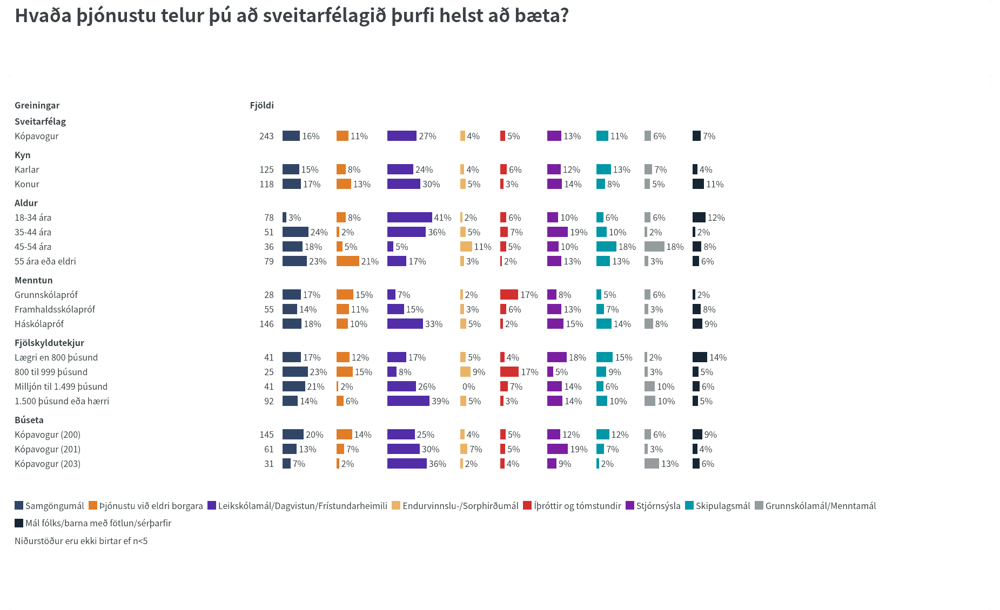 Hvaða þjónustu telur þú að sveitarfélagið þurfi helst að bæta?
Greiningar Fjöldi
Sveitarfélag
Kópavogur 243 16% 11% 27% 4% 5% 13% 11% 6% 7%
Kyn
Karlar 125 15% 8% 24% 4% 6% 12% 13% 7% 4%
Konur 118 17% 13% 30% 5% 3% 14% 8% 5% 11%
Aldur
18-34 ára 78 3% 8% 41% 2% 6% 10% 6% 6% 12%
35-44 ára 51 24% 2% 36% 5% 7% 19% 10% 2% 2%
45-54 ára 36 18% 5% 5% 11% 5% 10% 18% 18% 8%
55 ára eða eldri 79 23% 21% 17% 3% 2% 13% 13% 3% 6%
Menntun
Grunnskólapróf 28 17% 15% 7% 2% 17% 8% 5% 6% 2%
Framhaldsskólapróf 55 14% 11% 15% 3% 6% 13% 7% 3% 8%
Háskólapróf 146 18% 10% 33% 5% 2% 15% 14% 8% 9%
Fjölskyldutekjur
Lægri en 800 þúsund 41 17% 12% 17% 5% 4% 18% 15% 2% 14%
800 til 999 þúsund 25 23% 15% 8% 9% 17% 5% 9% 3% 5%
Milljón til 1.499 þúsund 41 21% 2% 26% 0% 7% 14% 6% 10% 6%
1.500 þúsund eða hærri 92 14% 6% 39% 5% 3% 14% 10% 10% 5%
Búseta
Kópavogur (200) 145 20% 14% 25% 4% 5% 12% 12% 6% 9%
Kópavogur (201) 61 13% 7% 30% 7% 5% 19% 7% 3% 4%
Kópavogur (203) 31 7% 2% 36% 2% 4% 9% 2% 13% 6%
Samgöngumál Þjónustu við eldri borgara Leikskólamál/Dagvistun/Frístundarheimili Endurvinnslu-/Sorphirðumál Íþróttir og tómstundir Stjórnsýsla Skipulagsmál Grunnskólamál/Menntamál
Mál fólks/barna með fötlun/sérþarfir
Niðurstöður eru ekki birtar ef n<5